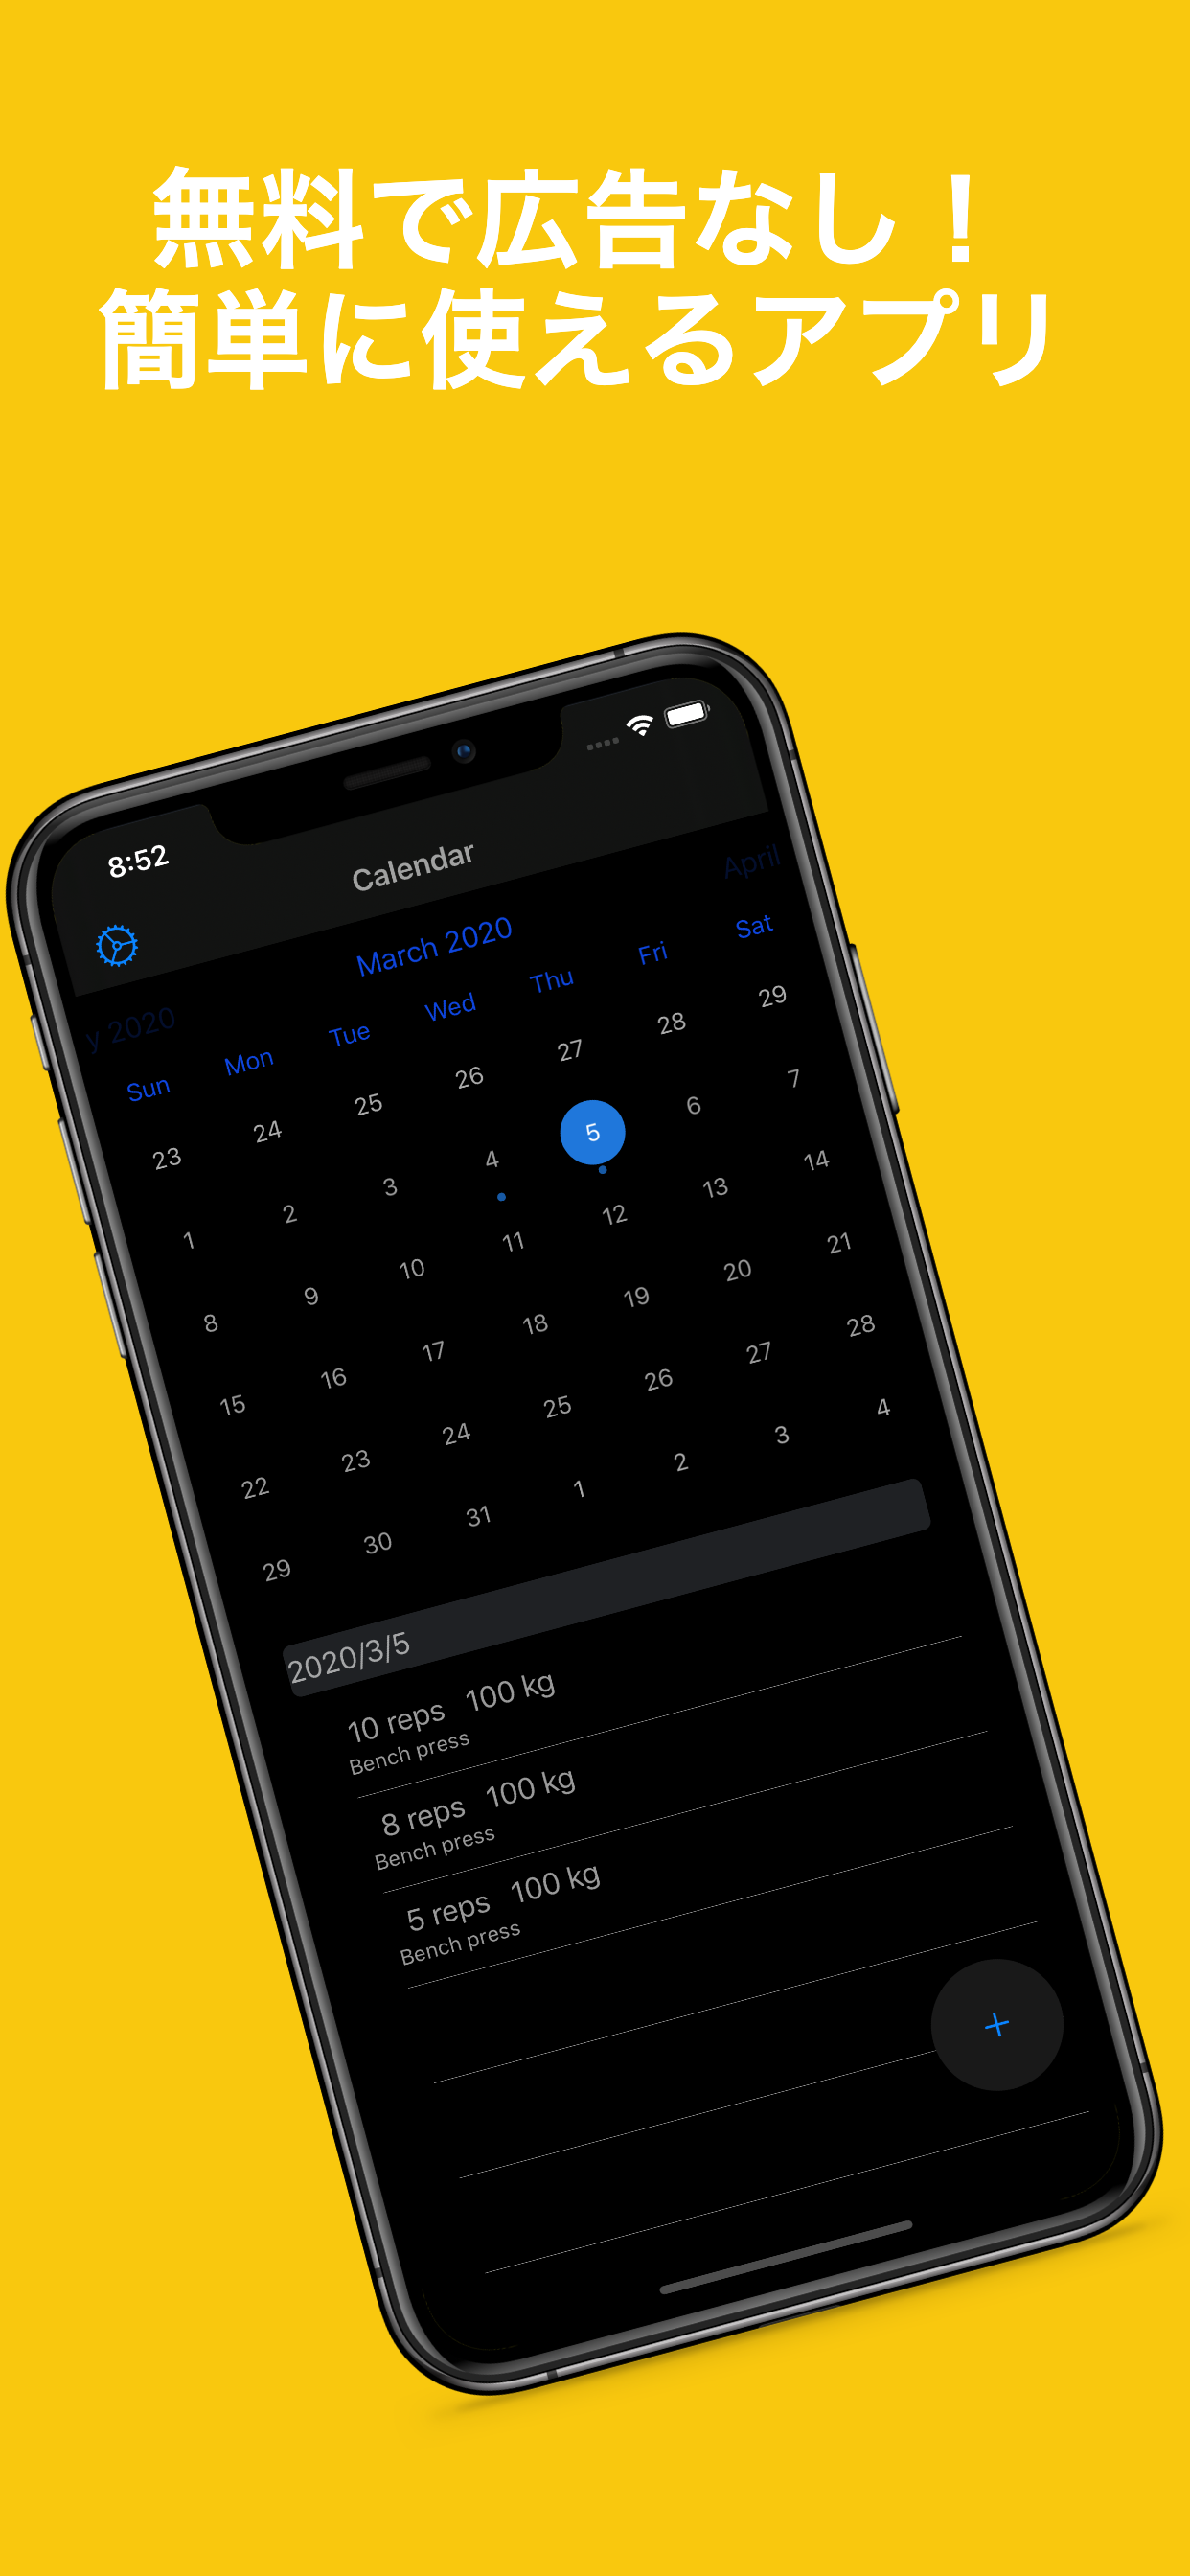 無料で広告なし！
簡単に使えるアプリ
8:52
Calendar
y 2020 March 2020 April
Sun Mon Tue Wed Thu Fri Sat
23 24 25 26 27 28 29
1 2 3 4 5 6 7
8 9 10 11 12 13 14
15 16 17 18 19 20 21
22 23 24 25 26 27 28
29 30 31 1 2 3 4
2020/3/5
10 reps 100 kg
Bench press
8 reps 100 kg
Bench press
5 reps 100 kg
Bench press
+